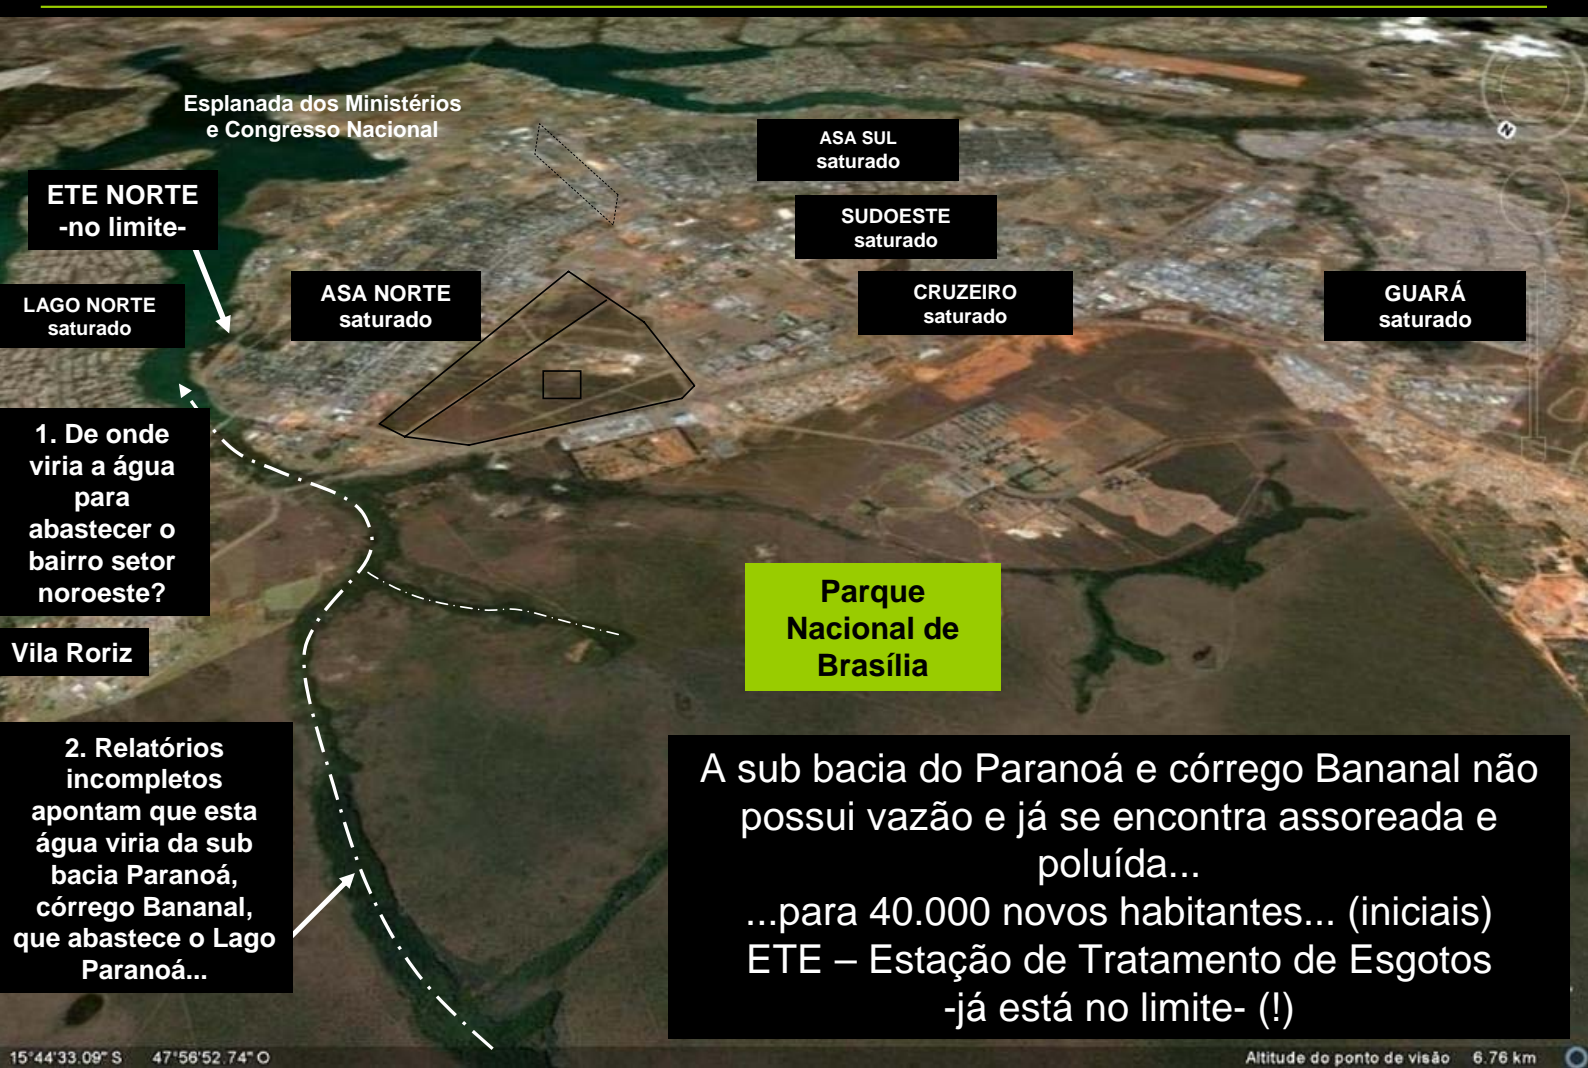 Esplanada dos Ministérios
e Congresso Nacional
ASA SUL
saturado
N
ETE NORTE
-no limite-
SUDOESTE
saturado
LAGO NORTE
saturado
ASA NORTE
saturado
CRUZEIRO
saturado
GUARÁ
saturado
1. De onde
viria a água
para
abastecer o
bairro setor
noroeste?
Parque
Nacional de
Brasília
Vila Roriz
2. Relatórios
incompletos
apontam que esta
água viria da sub
bacia Paranoá,
córrego Bananal,
que abastece o Lago
Paranoá...
A sub bacia do Paranoá e córrego Bananal não
possui vazão e já se encontra assoreada e
poluída...
...para 40.000 novos habitantes... (iniciais)
ETE – Estação de Tratamento de Esgotos
-já está no limite- (!)
15°44'33.09" S 47°56'52.74" O
Altitude do ponto de visão 6.76 km